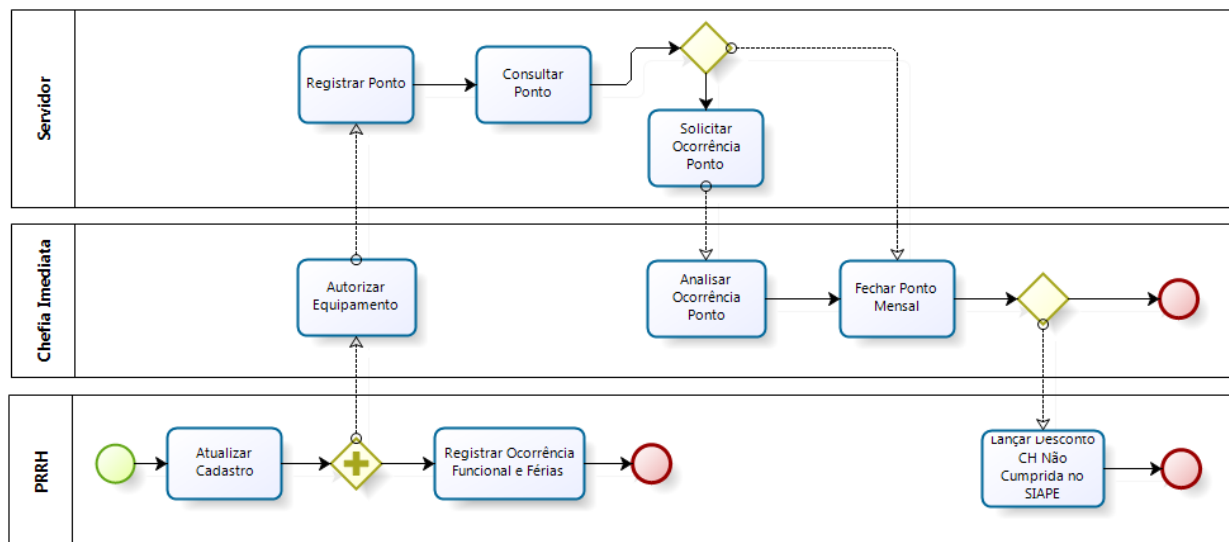 Servidor
Registrar Ponto
Consultar
Ponto
Solicitar
Ocorrência
Ponto
Chefia Imediata
Autorizar
Equipamento
Analisar
Ocorrência
Ponto
Fechar Ponto
Mensal
PRRH
Atualizar
Cadastro
Registrar Ocorrência
Funcional e Férias
Lançar Desconto
CH Não
Cumprida no
SIAPE